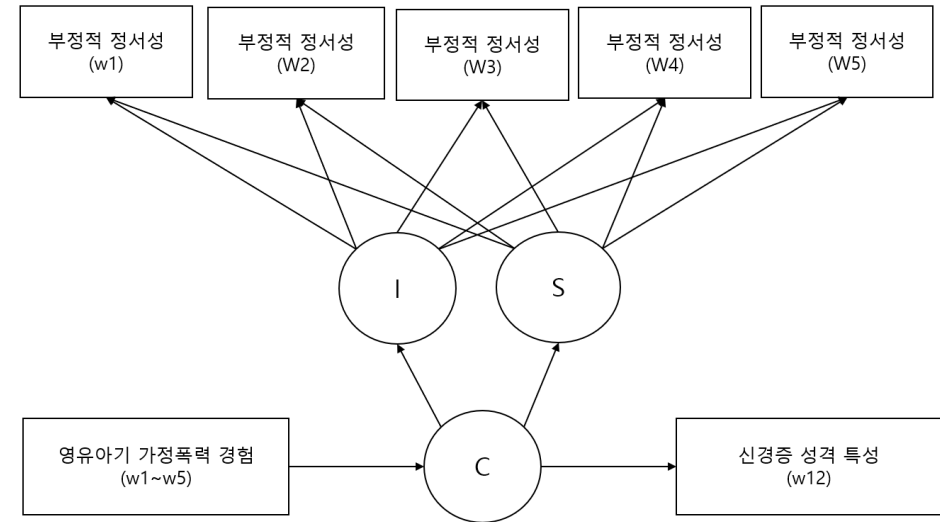 부정적 정서성
(w1)
부정적 정서성
(W2)
부정적 정서성
(W3)
부정적 정서성
(W4)
부정적 정서성
(W5)
I
S
영유아기 가정폭력 경험
(w1~w5)
C
신경증 성격 특성
(w12)